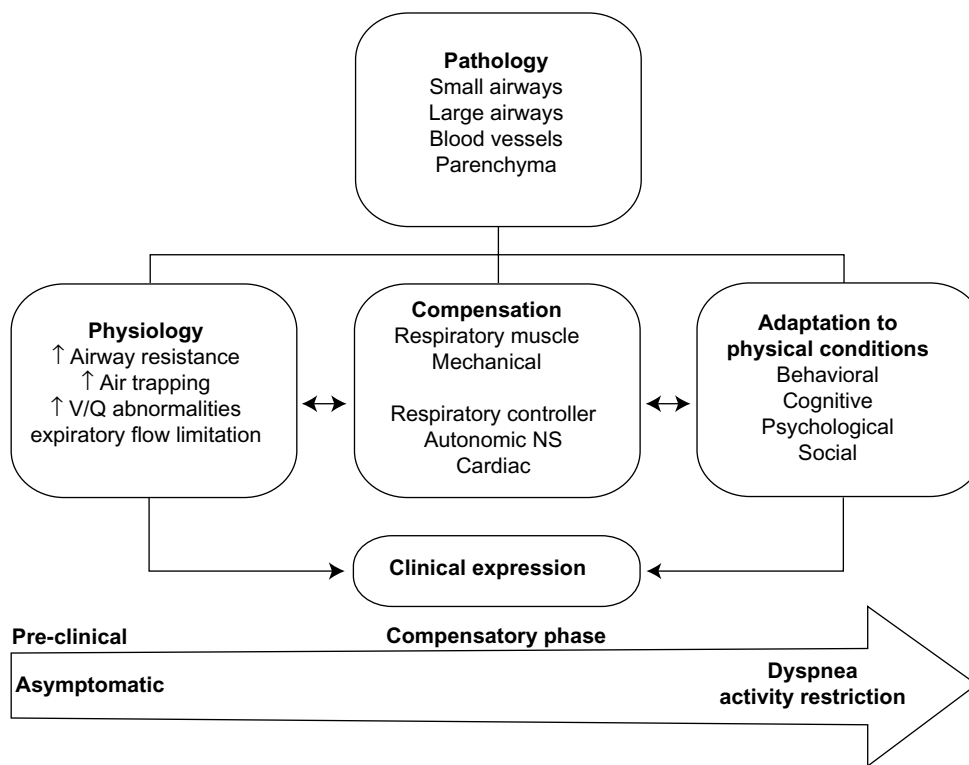 Pathology
Small airways
Large airways
Blood vessels
Parenchyma
Physiology
↑ Airway resistance
↑ Air trapping
↑ V/Q abnormalities
expiratory flow limitation
Compensation
Respiratory muscle
Mechanical
Respiratory controller
Autonomic NS
Cardiac
Adaptation to
physical conditions
Behavioral
Cognitive
Psychological
Social
Clinical expression
Pre-clinical
Compensatory phase
Asymptomatic
Dyspnea
activity restriction